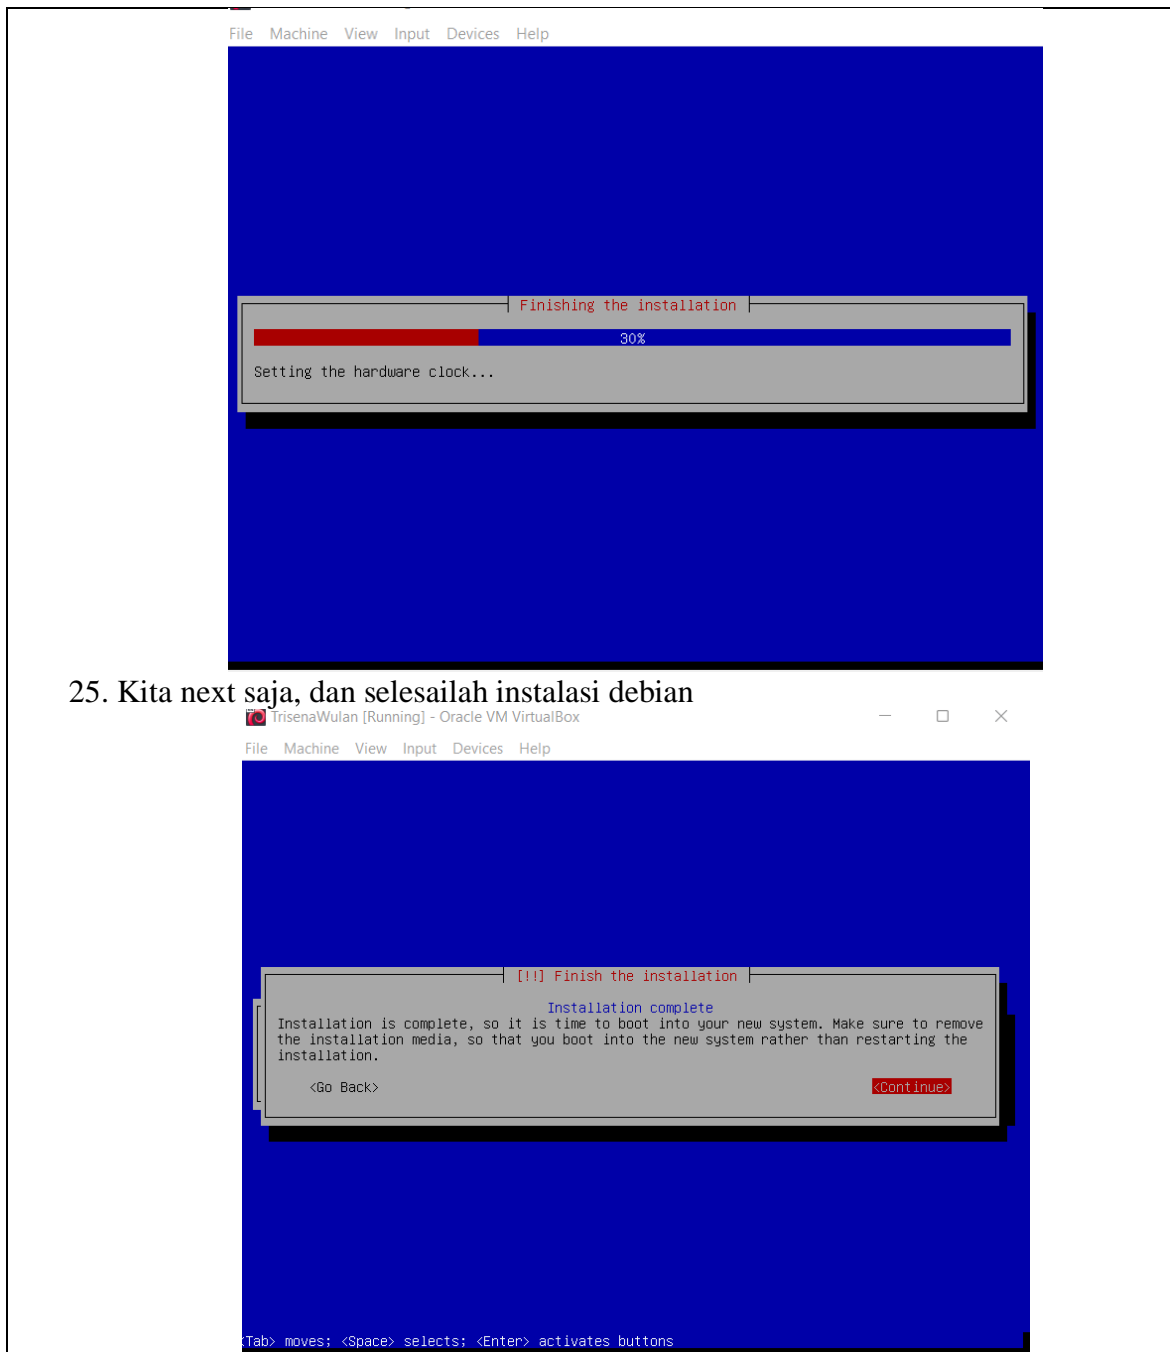 File Machine View Input Devices Help
Finishing the installation
30%
Setting the hardware clock...
25. Kita next saja, dan selesailah instalasi debian
TrisenaWulan [Running] - Oracle VM VirtualBox
File Machine View Input Devices Help
[!!] Finish the installation
Installation complete
Installation is complete, so it is time to boot into your new system. Make sure to remove
the installation media, so that you boot into the new system rather than restarting the
installation.
<Go Back> <Continue>
<Tab> moves; <Space> selects; <Enter> activates buttons